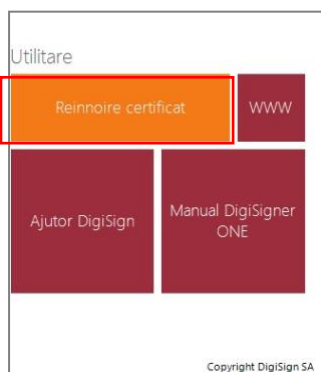 Utilitare
Reinnoire certificat
WWW
Ajutor DigiSign
Manual DigiSigner
ONE
Copyright DigiSign SA